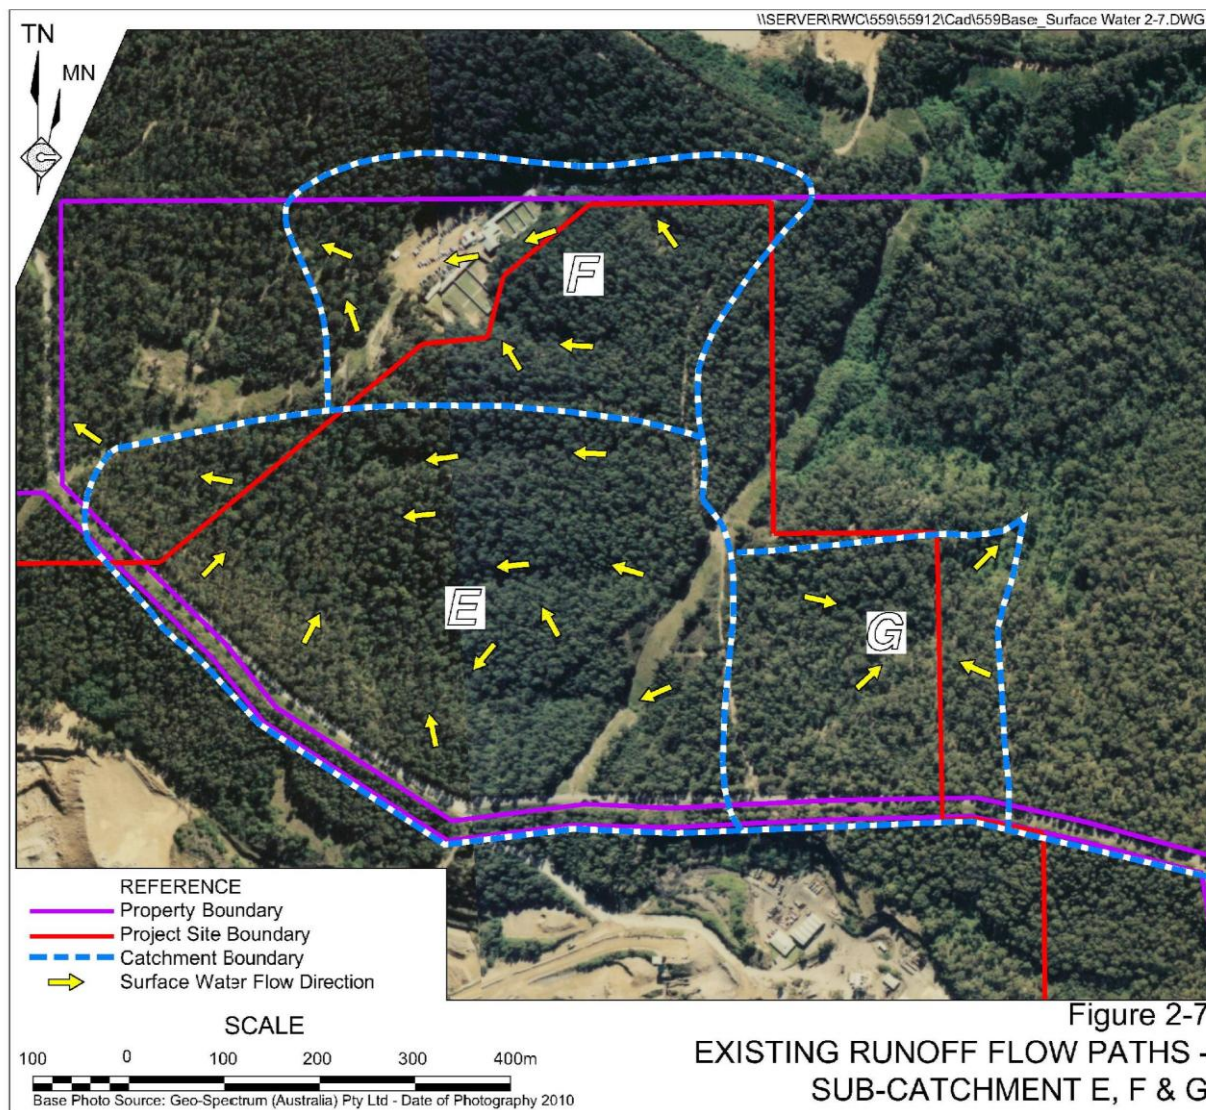 \\SERVER\RWC\559\55912\Cad\559Base_Surface Water 2-7.DWG
TN
MN
F
E
G
REFERENCE
Property Boundary
Project Site Boundary
Catchment Boundary
Surface Water Flow Direction
SCALE
100 0 100 200 300 400m
Base Photo Source: Geo-Spectrum (Australia) Pty Ltd - Date of Photography 2010
Figure 2-7
EXISTING RUNOFF FLOW PATHS -
SUB-CATCHMENT E, F & G